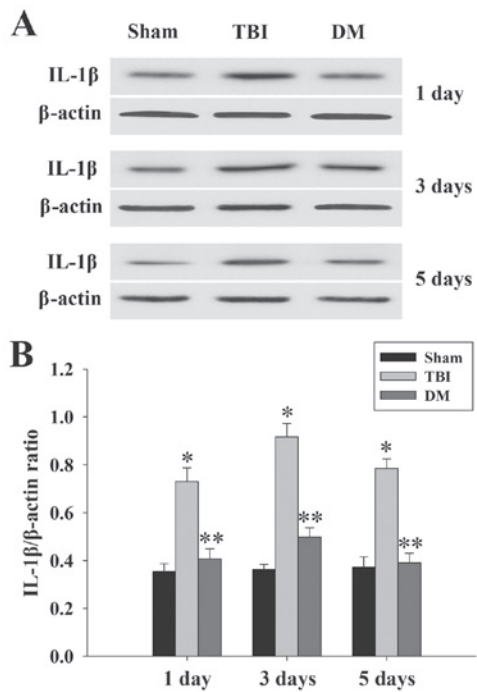 A
Sham TBI DM
IL-1β
β-actin
1 day
IL-1β
β-actin
3 days
IL-1β
β-actin
5 days
B
IL-1β/β-actin ratio
1.2
1.0
0.8
0.6
0.4
0.2
0.0
Sham
TBI
DM
* ** * ** * **
1 day 3 days 5 days